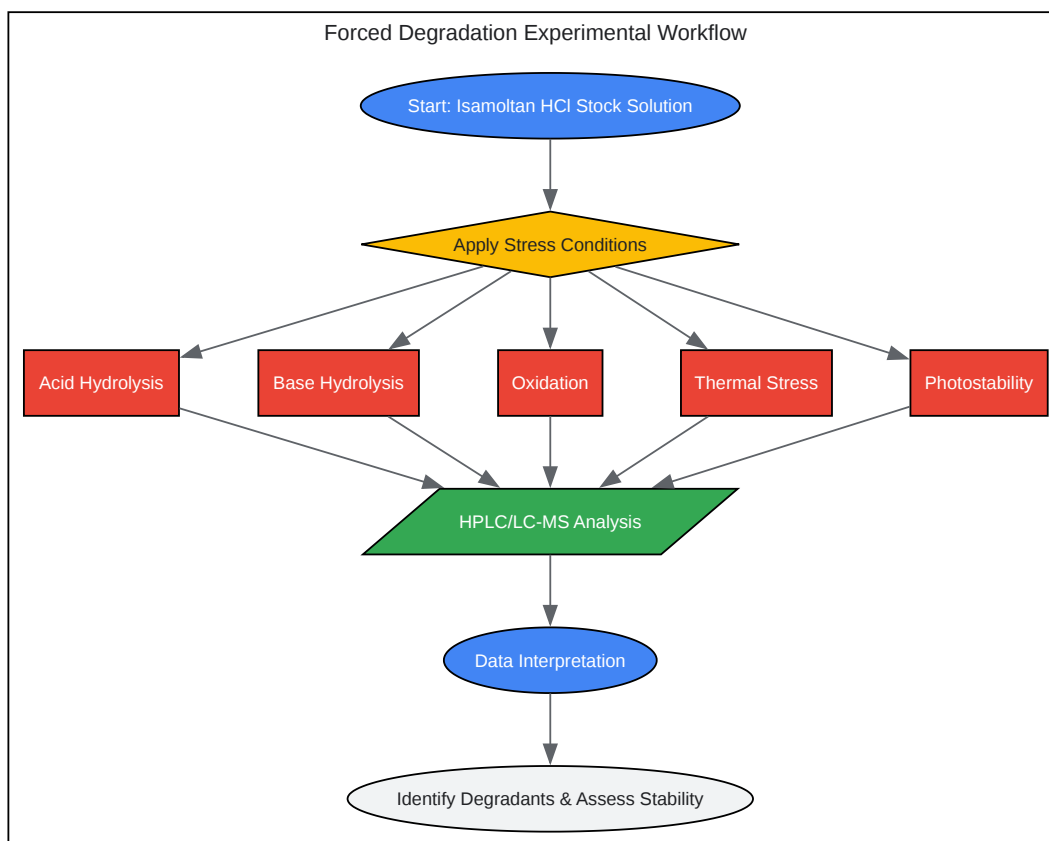 Forced Degradation Experimental Workflow
Start: Isamoltan HCl Stock Solution
Apply Stress Conditions
Acid Hydrolysis
Base Hydrolysis
Oxidation
Thermal Stress
Photostability
HPLC/LC-MS Analysis
Data Interpretation
Identify Degradants & Assess Stability